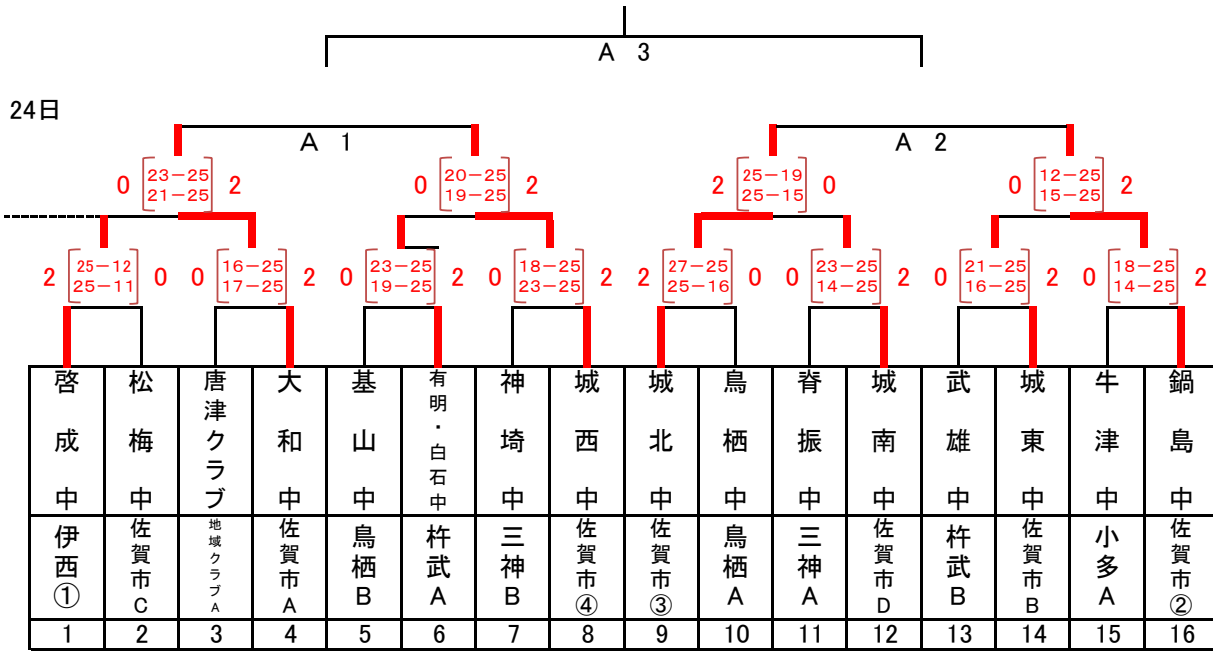 A 3
24日
A 1
A 2
0 23-25 2 0 20-25 2 2 25-19 0 0 12-25 2
21-25 19-25 25-15 15-25
2 25-12 0 0 16-25 2 0 23-25 2 0 18-25 2 2 27-25 0 0 23-25 2 0 21-25 2 0 18-25 2
25-11 17-25 19-25 23-25 25-16 14-25 16-25 14-25
啓成中 松梅中 唐津クラブ 大和中 基山中 有明・白石中 神埼中 城西中 城北中 鳥栖中 脊振中 城南中 武雄中 城東中 牛津中 鍋島中
伊西① 佐賀市C 地域クラブA 佐賀市A 鳥栖B 杵武A 三神B 佐賀市④ 佐賀市③ 鳥栖A 三神A 佐賀市D 杵武B 佐賀市B 小多A 佐賀市②
1 2 3 4 5 6 7 8 9 10 11 12 13 14 15 16